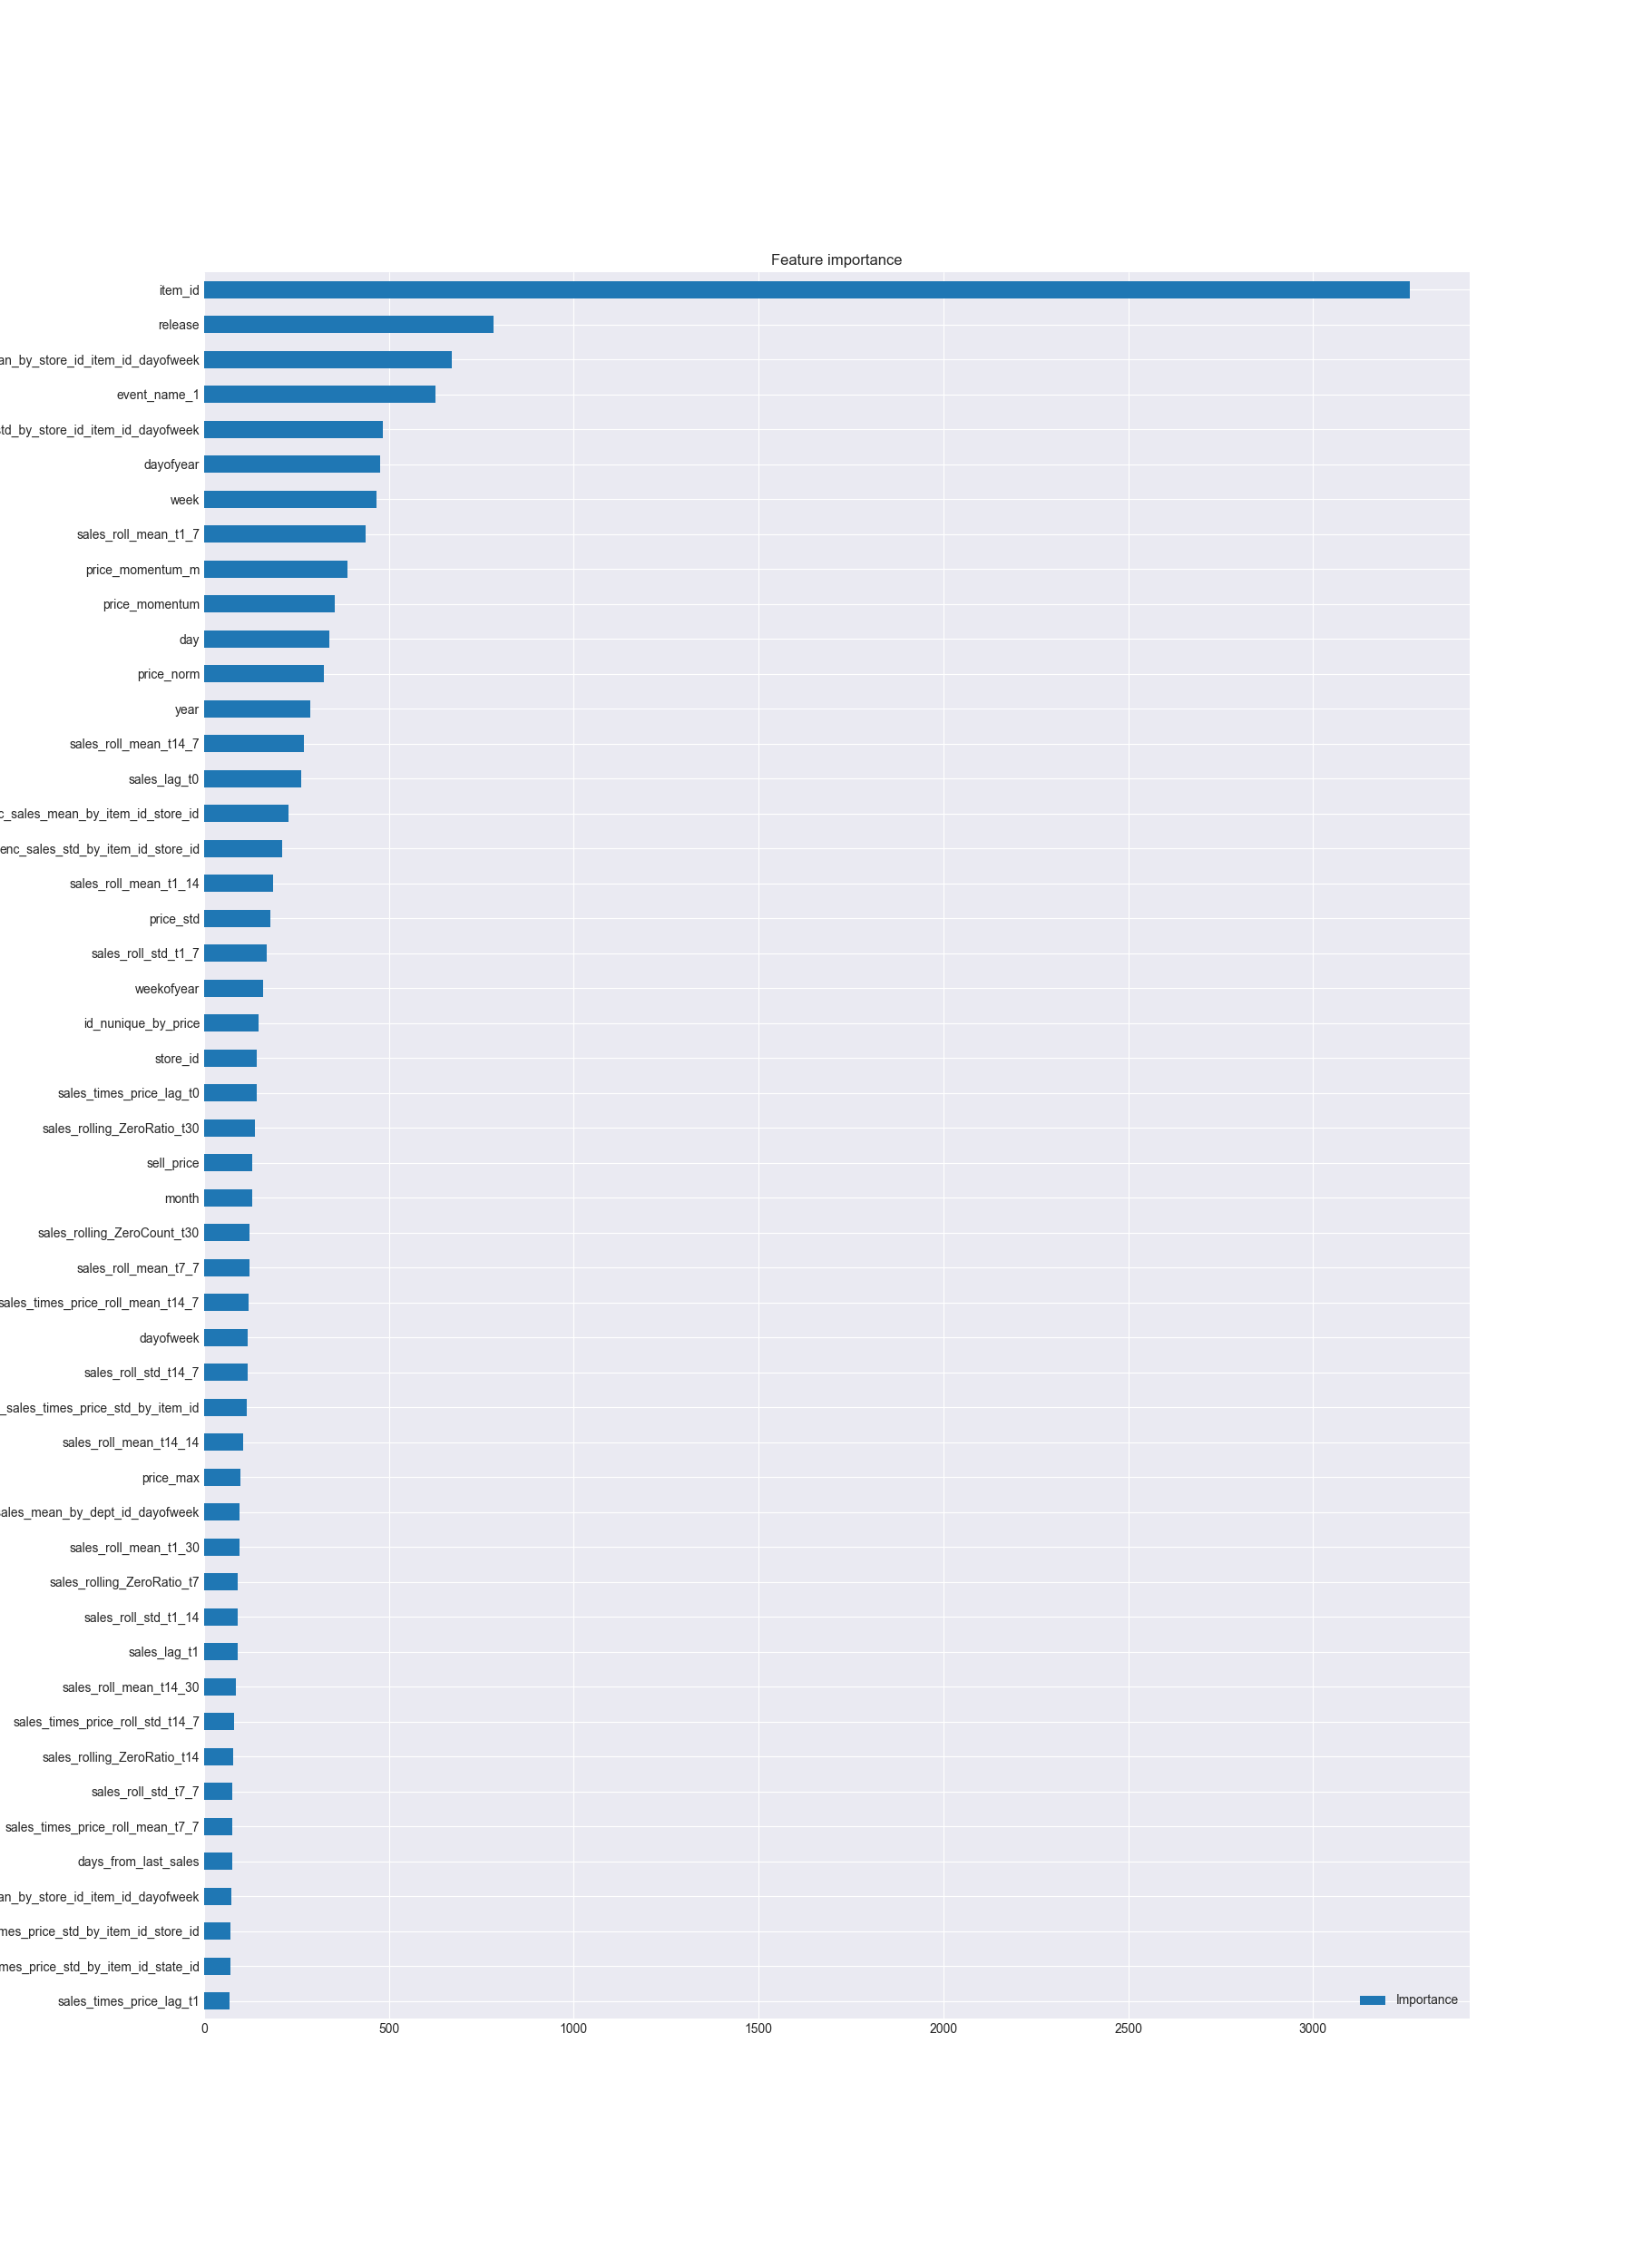 Feature importance
item_id
release
an_by_store_id_item_id_dayofweek
event_name_1
std_by_store_id_item_id_dayofweek
dayofyear
week
sales_roll_mean_t1_7
price_momentum_m
price_momentum
day
price_norm
year
sales_roll_mean_t14_7
sales_lag_t0
c_sales_mean_by_item_id_store_id
enc_sales_std_by_item_id_store_id
sales_roll_mean_t1_14
price_std
sales_roll_std_t1_7
weekofyear
id_nunique_by_price
store_id
sales_times_price_lag_t0
sales_rolling_ZeroRatio_t30
sell_price
month
sales_rolling_ZeroCount_t30
sales_roll_mean_t7_7
sales_times_price_roll_mean_t14_7
dayofweek
sales_roll_std_t14_7
_sales_times_price_std_by_item_id
sales_roll_mean_t14_14
price_max
sales_mean_by_dept_id_dayofweek
sales_roll_mean_t1_30
sales_rolling_ZeroRatio_t7
sales_roll_std_t1_14
sales_lag_t1
sales_roll_mean_t14_30
sales_times_price_roll_std_t14_7
sales_rolling_ZeroRatio_t14
sales_roll_std_t7_7
sales_times_price_roll_mean_t7_7
days_from_last_sales
an_by_store_id_item_id_dayofweek
mes_price_std_by_item_id_store_id
mes_price_std_by_item_id_state_id
sales_times_price_lag_t1
Importance
0 500 1000 1500 2000 2500 3000